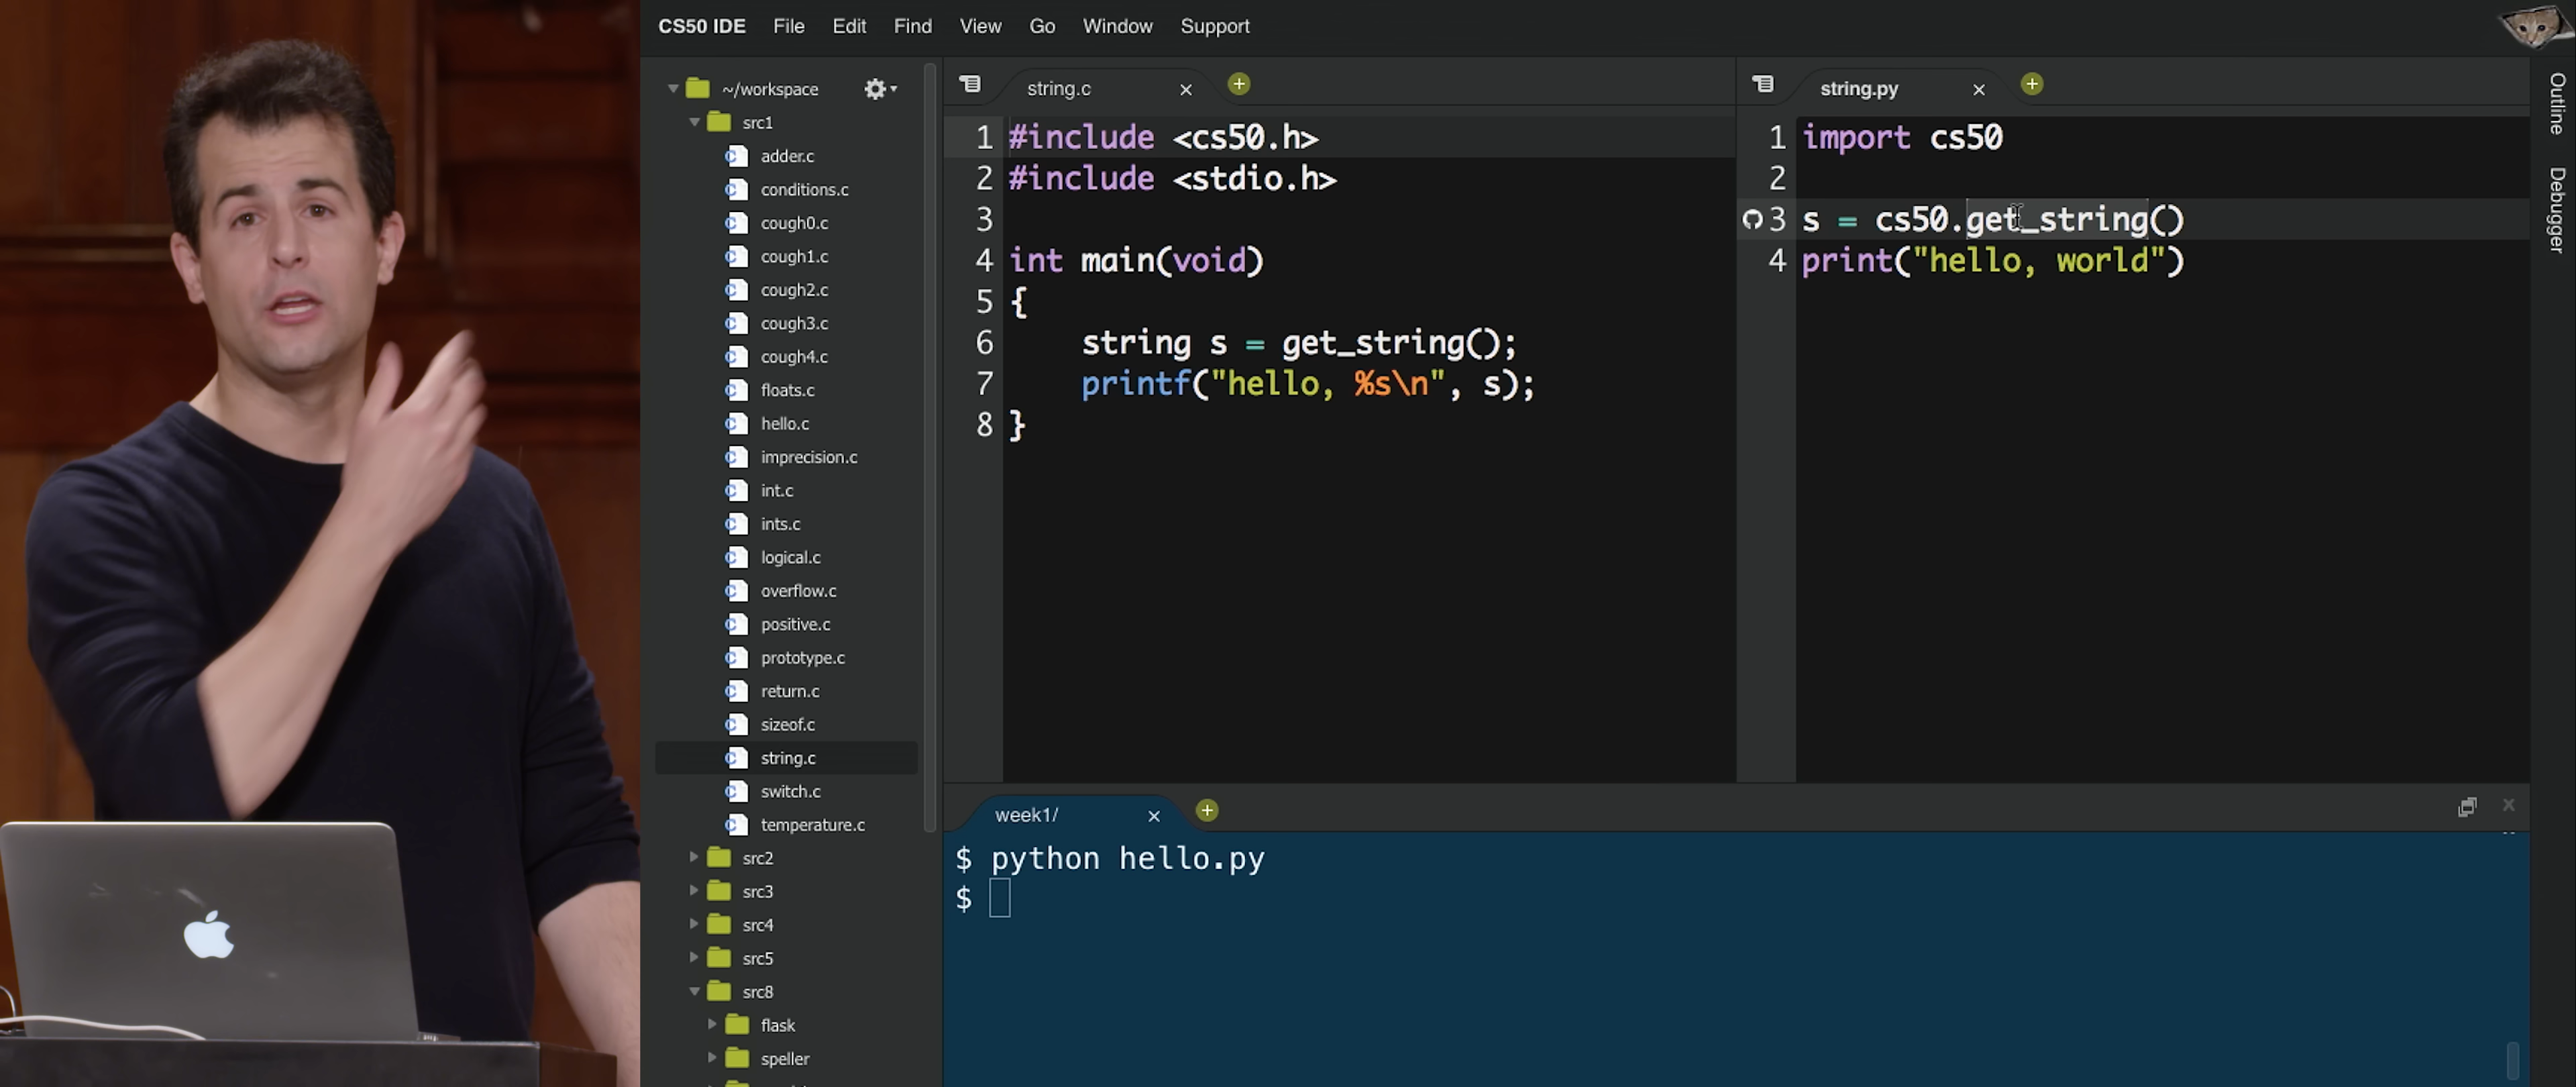 CS50 IDE File Edit Find View Go Window Support
~/workspace
src1
adder.c
conditions.c
cough0.c
cough1.c
cough2.c
cough3.c
cough4.c
floats.c
hello.c
imprecision.c
int.c
ints.c
logical.c
overflow.c
positive.c
prototype.c
return.c
sizeof.c
string.c
switch.c
temperature.c
src2
src3
src4
src5
src8
flask
speller
string.c
1 #include <cs50.h>
2 #include <stdio.h>
3
4 int main(void)
5 {
6 string s = get_string();
7 printf("hello, %s\n", s);
8 }
string.py
1 import cs50
2
3 s = cs50.get_string()
4 print("hello, world")
Outline
Debugger
week1/
$ python hello.py
$